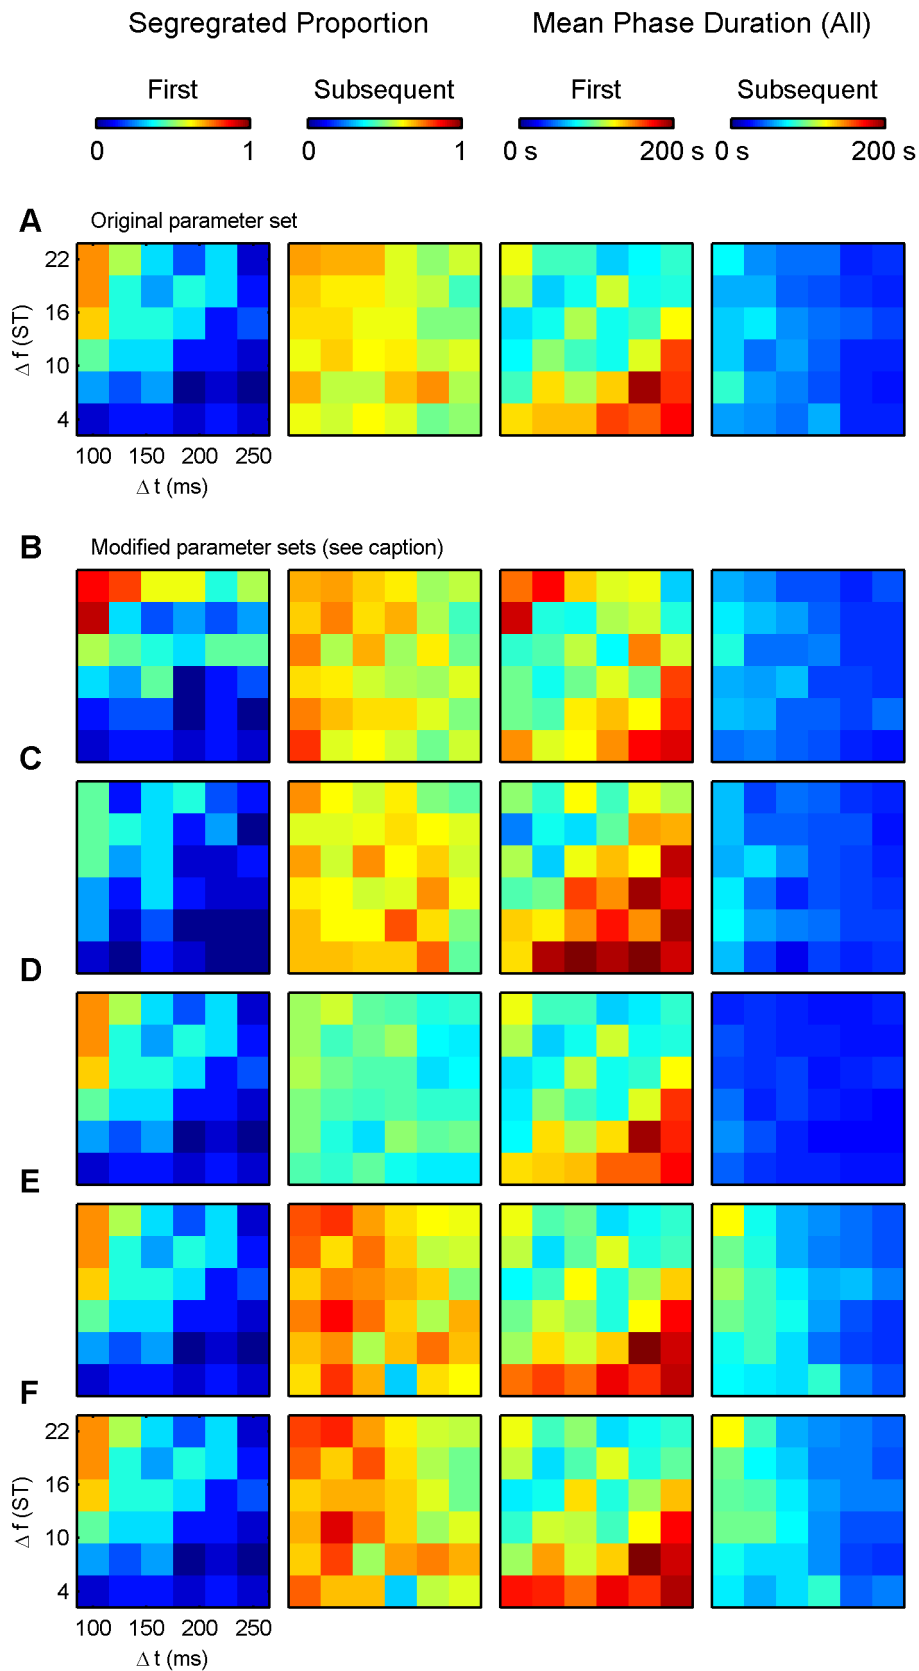 Segregrated Proportion Mean Phase Duration (All)
First Subsequent First Subsequent
0 1 0 1 0 s 200 s 0 s 200 s
A Original parameter set
22
16
10
4
Δ f (ST)
100 150 200 250
Δ t (ms)
B Modified parameter sets (see caption)
C
D
E
F
22
16
10
4
Δ f (ST)
100 150 200 250
Δ t (ms)